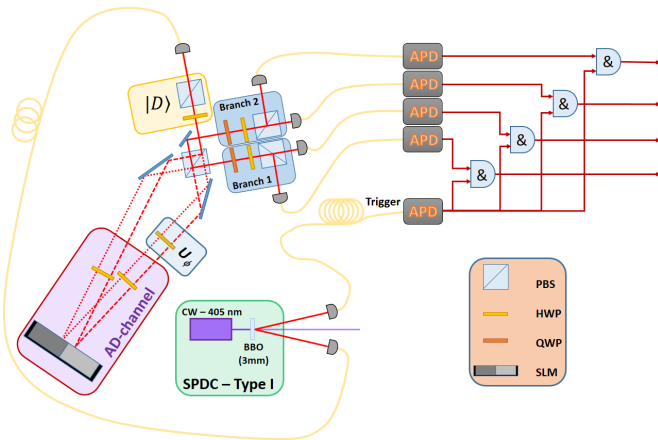 |D⟩
Branch 2
Branch 1
APD
APD
APD
APD
Trigger
APD
&
&
&
&
U
ø
AD-channel
CW – 405 nm
BBO
(3mm)
SPDC – Type I
PBS
HWP
QWP
SLM